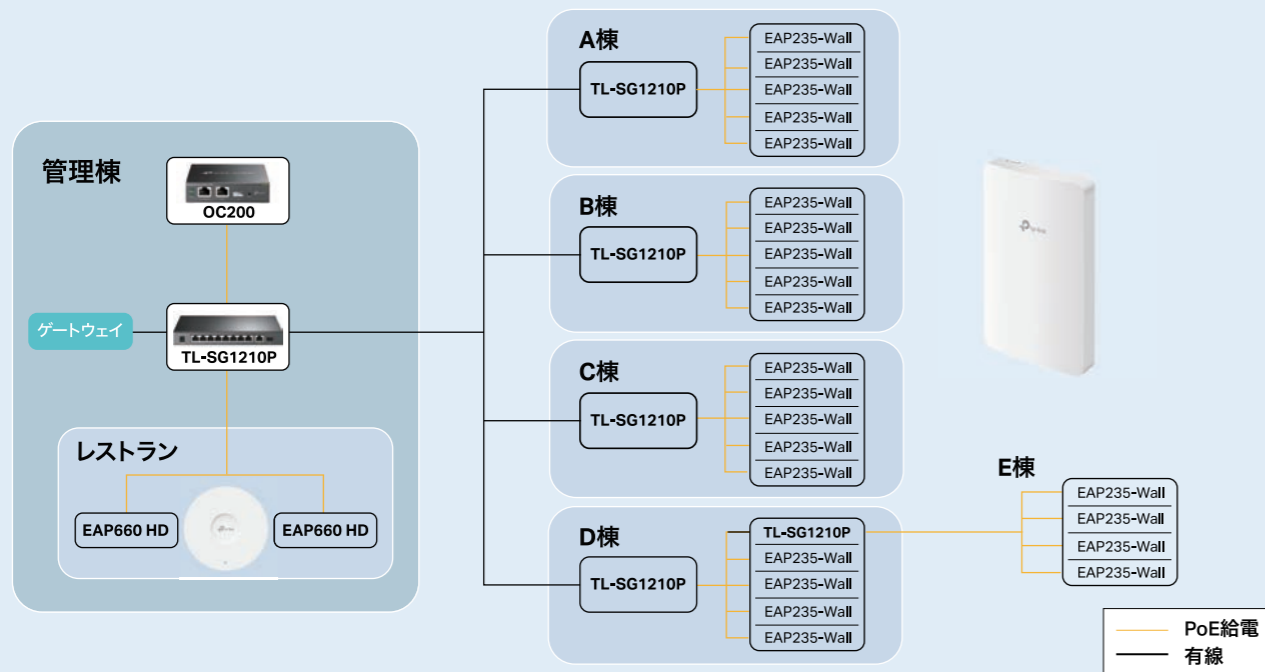 管理棟
OC200
ゲートウェイ
TL-SG1210P
レストラン
EAP660 HD
EAP660 HD
A棟
TL-SG1210P
EAP235-Wall
EAP235-Wall
EAP235-Wall
EAP235-Wall
EAP235-Wall
B棟
TL-SG1210P
EAP235-Wall
EAP235-Wall
EAP235-Wall
EAP235-Wall
EAP235-Wall
C棟
TL-SG1210P
EAP235-Wall
EAP235-Wall
EAP235-Wall
EAP235-Wall
EAP235-Wall
D棟
TL-SG1210P
TL-SG1210P
EAP235-Wall
EAP235-Wall
EAP235-Wall
EAP235-Wall
E棟
EAP235-Wall
EAP235-Wall
EAP235-Wall
EAP235-Wall
PoE給電
有線